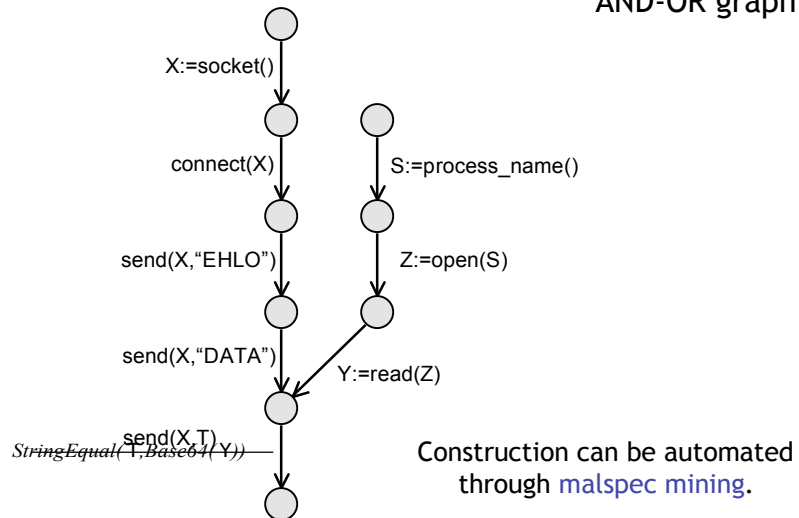 AND-OR graph
X:=socket()
connect(X)
S:=process_name()
send(X,“EHLO”)
Z:=open(S)
send(X,“DATA”)
Y:=read(Z)
send(X,T)
StringEqual(T,Base64(Y))
Construction can be automated
through malspec mining.